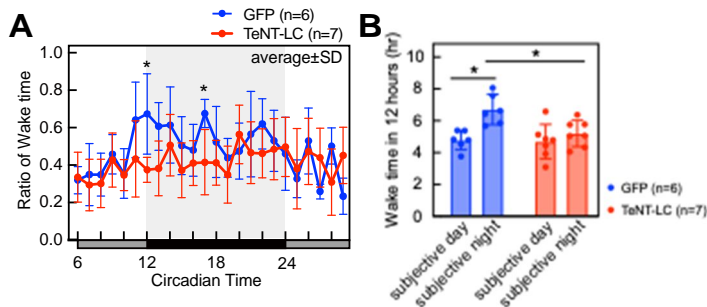 A
GFP (n=6)
TeNT-LC (n=7)
average±SD
Ratio of Wake time
1.0
0.8
0.6
0.4
0.2
0.0
*
*
6
12
18
24
Circadian Time
B
Wake time in 12 hours (hr)
10
8
6
4
2
0
*
*
subjective day
subjective night
subjective day
subjective night
GFP (n=6)
TeNT-LC (n=7)